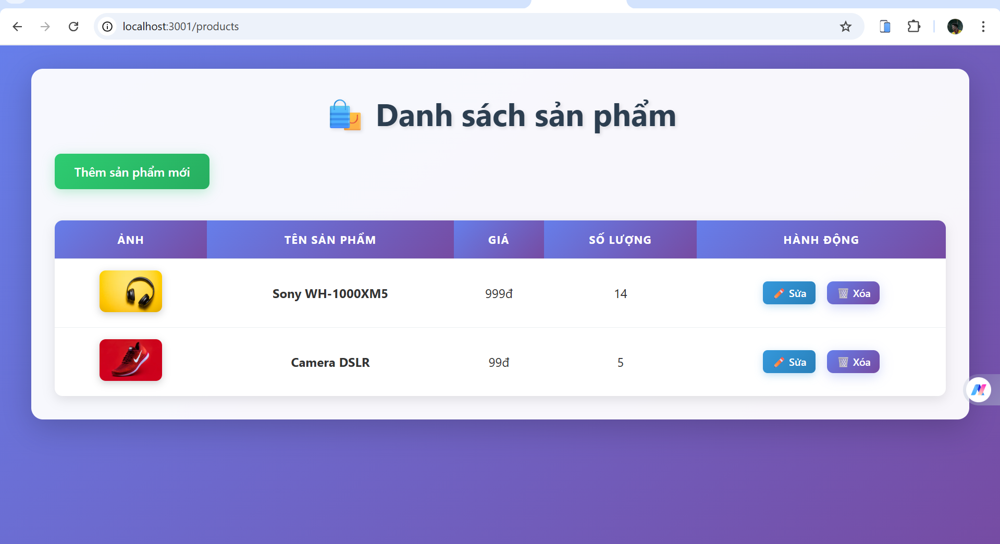 localhost:3001/products
Danh sách sản phẩm
Thêm sản phẩm mới
ẢNH TÊN SẢN PHẨM GIÁ SỐ LƯỢNG HÀNH ĐỘNG
Sony WH-1000XM5 999đ 14 Sửa Xóa
Camera DSLR 99đ 5 Sửa Xóa